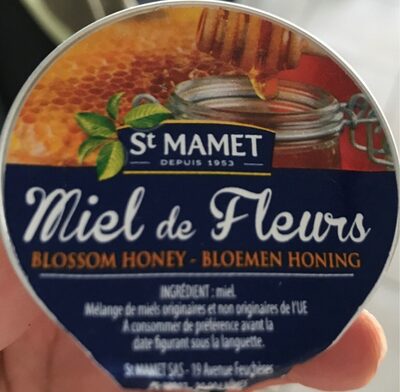 St MAMET
DEPUIS 1953
Miel de Fleurs
BLOSSOM HONEY - BLOEMEN HONING
INGRÉDIENT : miel.
Mélange de miels originaires et non originaires de l'UE
A consommer de préférence avant la
date figurant sous la languette.
St MAMET SAS - 19 Avenue Feuchères